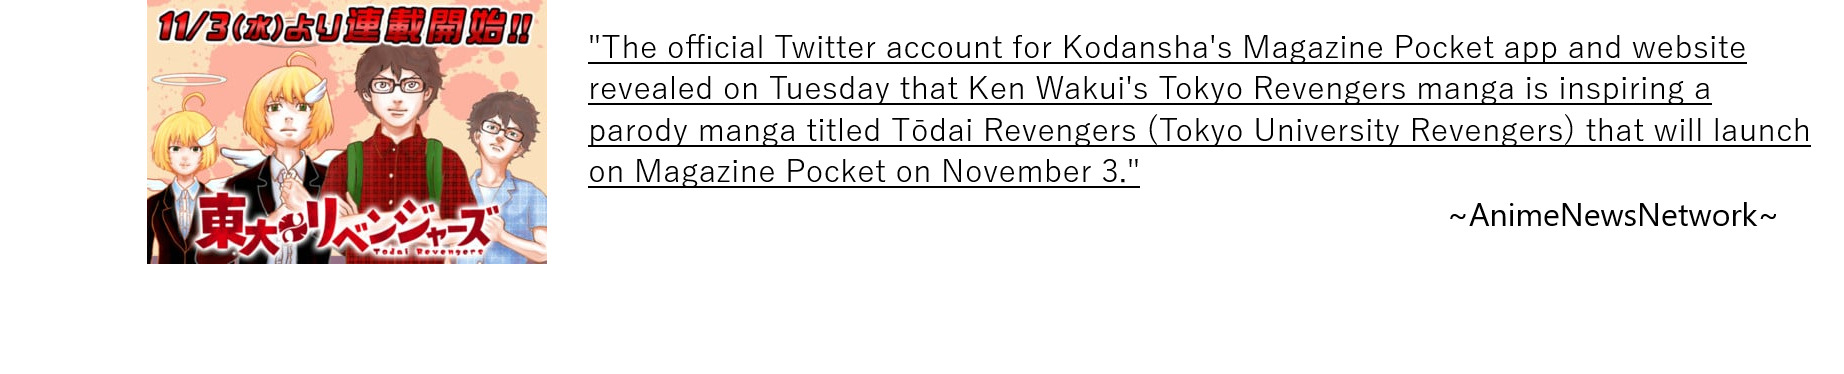 11/3(水)より連載開始!!
東大リベンジャーズ
Todai Revengers
"The official Twitter account for Kodansha's Magazine Pocket app and website
revealed on Tuesday that Ken Wakui's Tokyo Revengers manga is inspiring a
parody manga titled Tōdai Revengers (Tokyo University Revengers) that will launch
on Magazine Pocket on November 3."
~AnimeNewsNetwork~